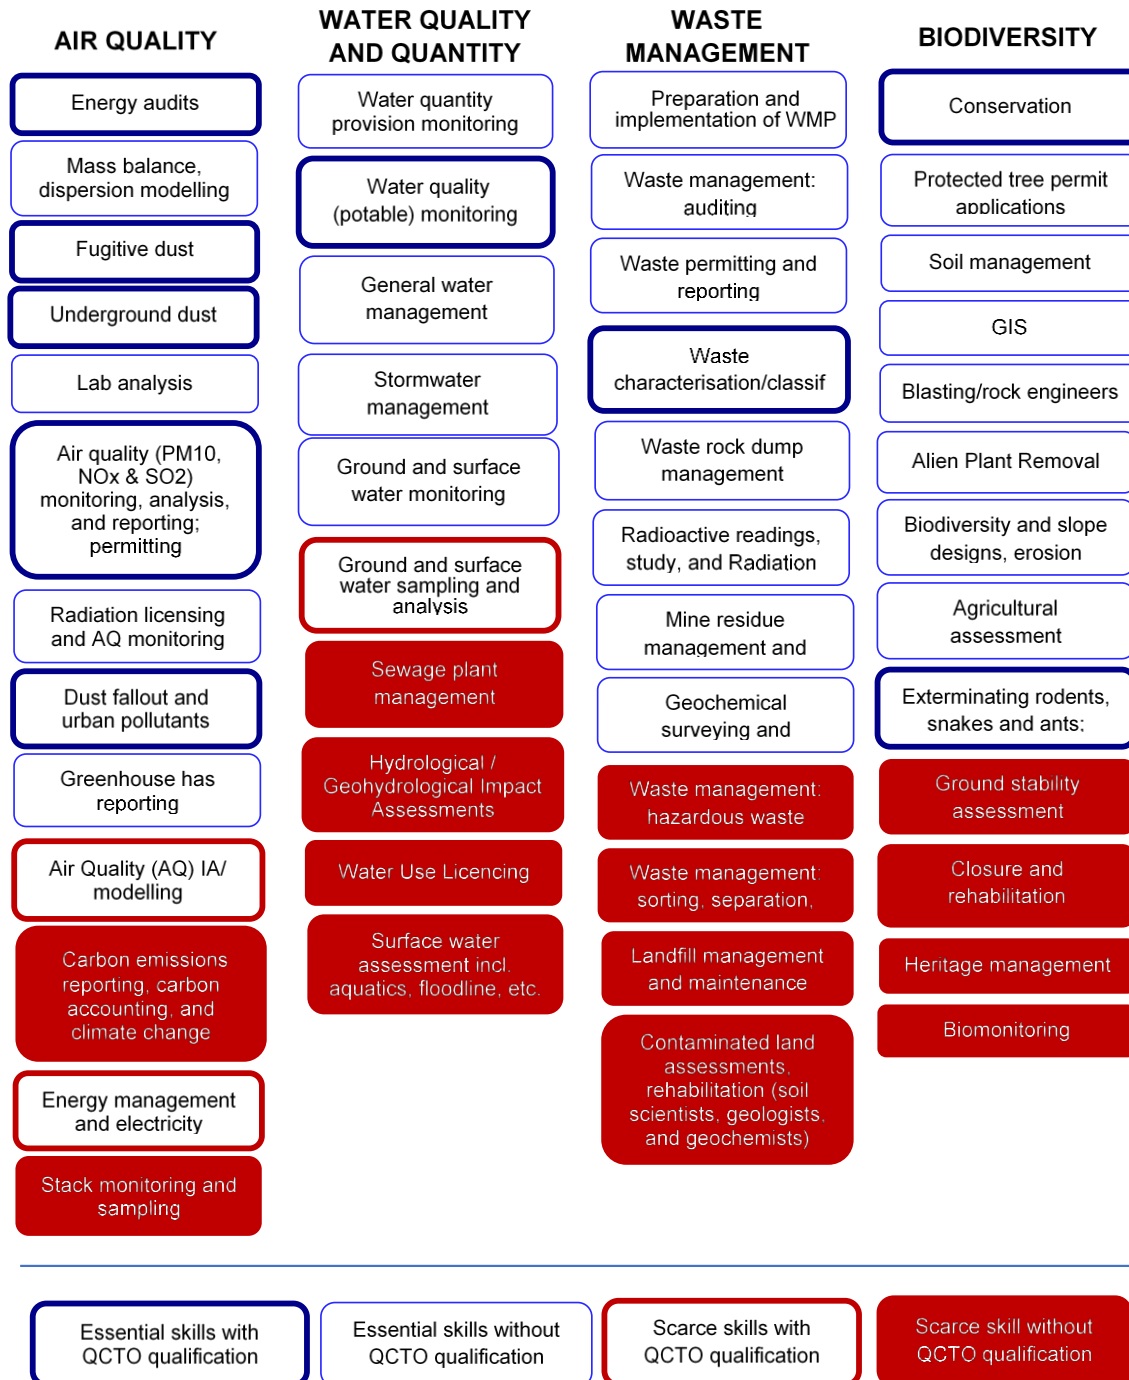 AIR QUALITY
Energy audits
Mass balance,
dispersion modelling
Fugitive dust
Underground dust
Lab analysis
Air quality (PM10,
NOx & SO2)
monitoring, analysis,
and reporting;
permitting
Radiation licensing
and AQ monitoring
Dust fallout and
urban pollutants
Greenhouse has
reporting
Air Quality (AQ) IA/
modelling
Carbon emissions
reporting, carbon
accounting, and
climate change
Energy management
and electricity
Stack monitoring and
sampling
WATER QUALITY
AND QUANTITY
Water quantity
provision monitoring
Water quality
(potable) monitoring
General water
management
Stormwater
management
Ground and surface
water monitoring
Ground and surface
water sampling and
analysis
Sewage plant
management
Hydrological /
Geohydrological Impact
Assessments
Water Use Licencing
Surface water
assessment incl.
aquatics, floodline, etc.
WASTE
MANAGEMENT
Preparation and
implementation of WMP
Waste management:
auditing
Waste permitting and
reporting
Waste
characterisation/classif
Waste rock dump
management
Radioactive readings,
study, and Radiation
Mine residue
management and
Geochemical
surveying and
Waste management:
hazardous waste
Waste management:
sorting, separation,
Landfill management
and maintenance
Contaminated land
assessments,
rehabilitation (soil
scientists, geologists,
and geochemists)
BIODIVERSITY
Conservation
Protected tree permit
applications
Soil management
GIS
Blasting/rock engineers
Alien Plant Removal
Biodiversity and slope
designs, erosion
Agricultural
assessment
Exterminating rodents,
snakes and ants;
Ground stability
assessment
Closure and
rehabilitation
Heritage management
Biomonitoring
Essential skills with
QCTO qualification
Essential skills without
QCTO qualification
Scarce skills with
QCTO qualification
Scarce skill without
QCTO qualification